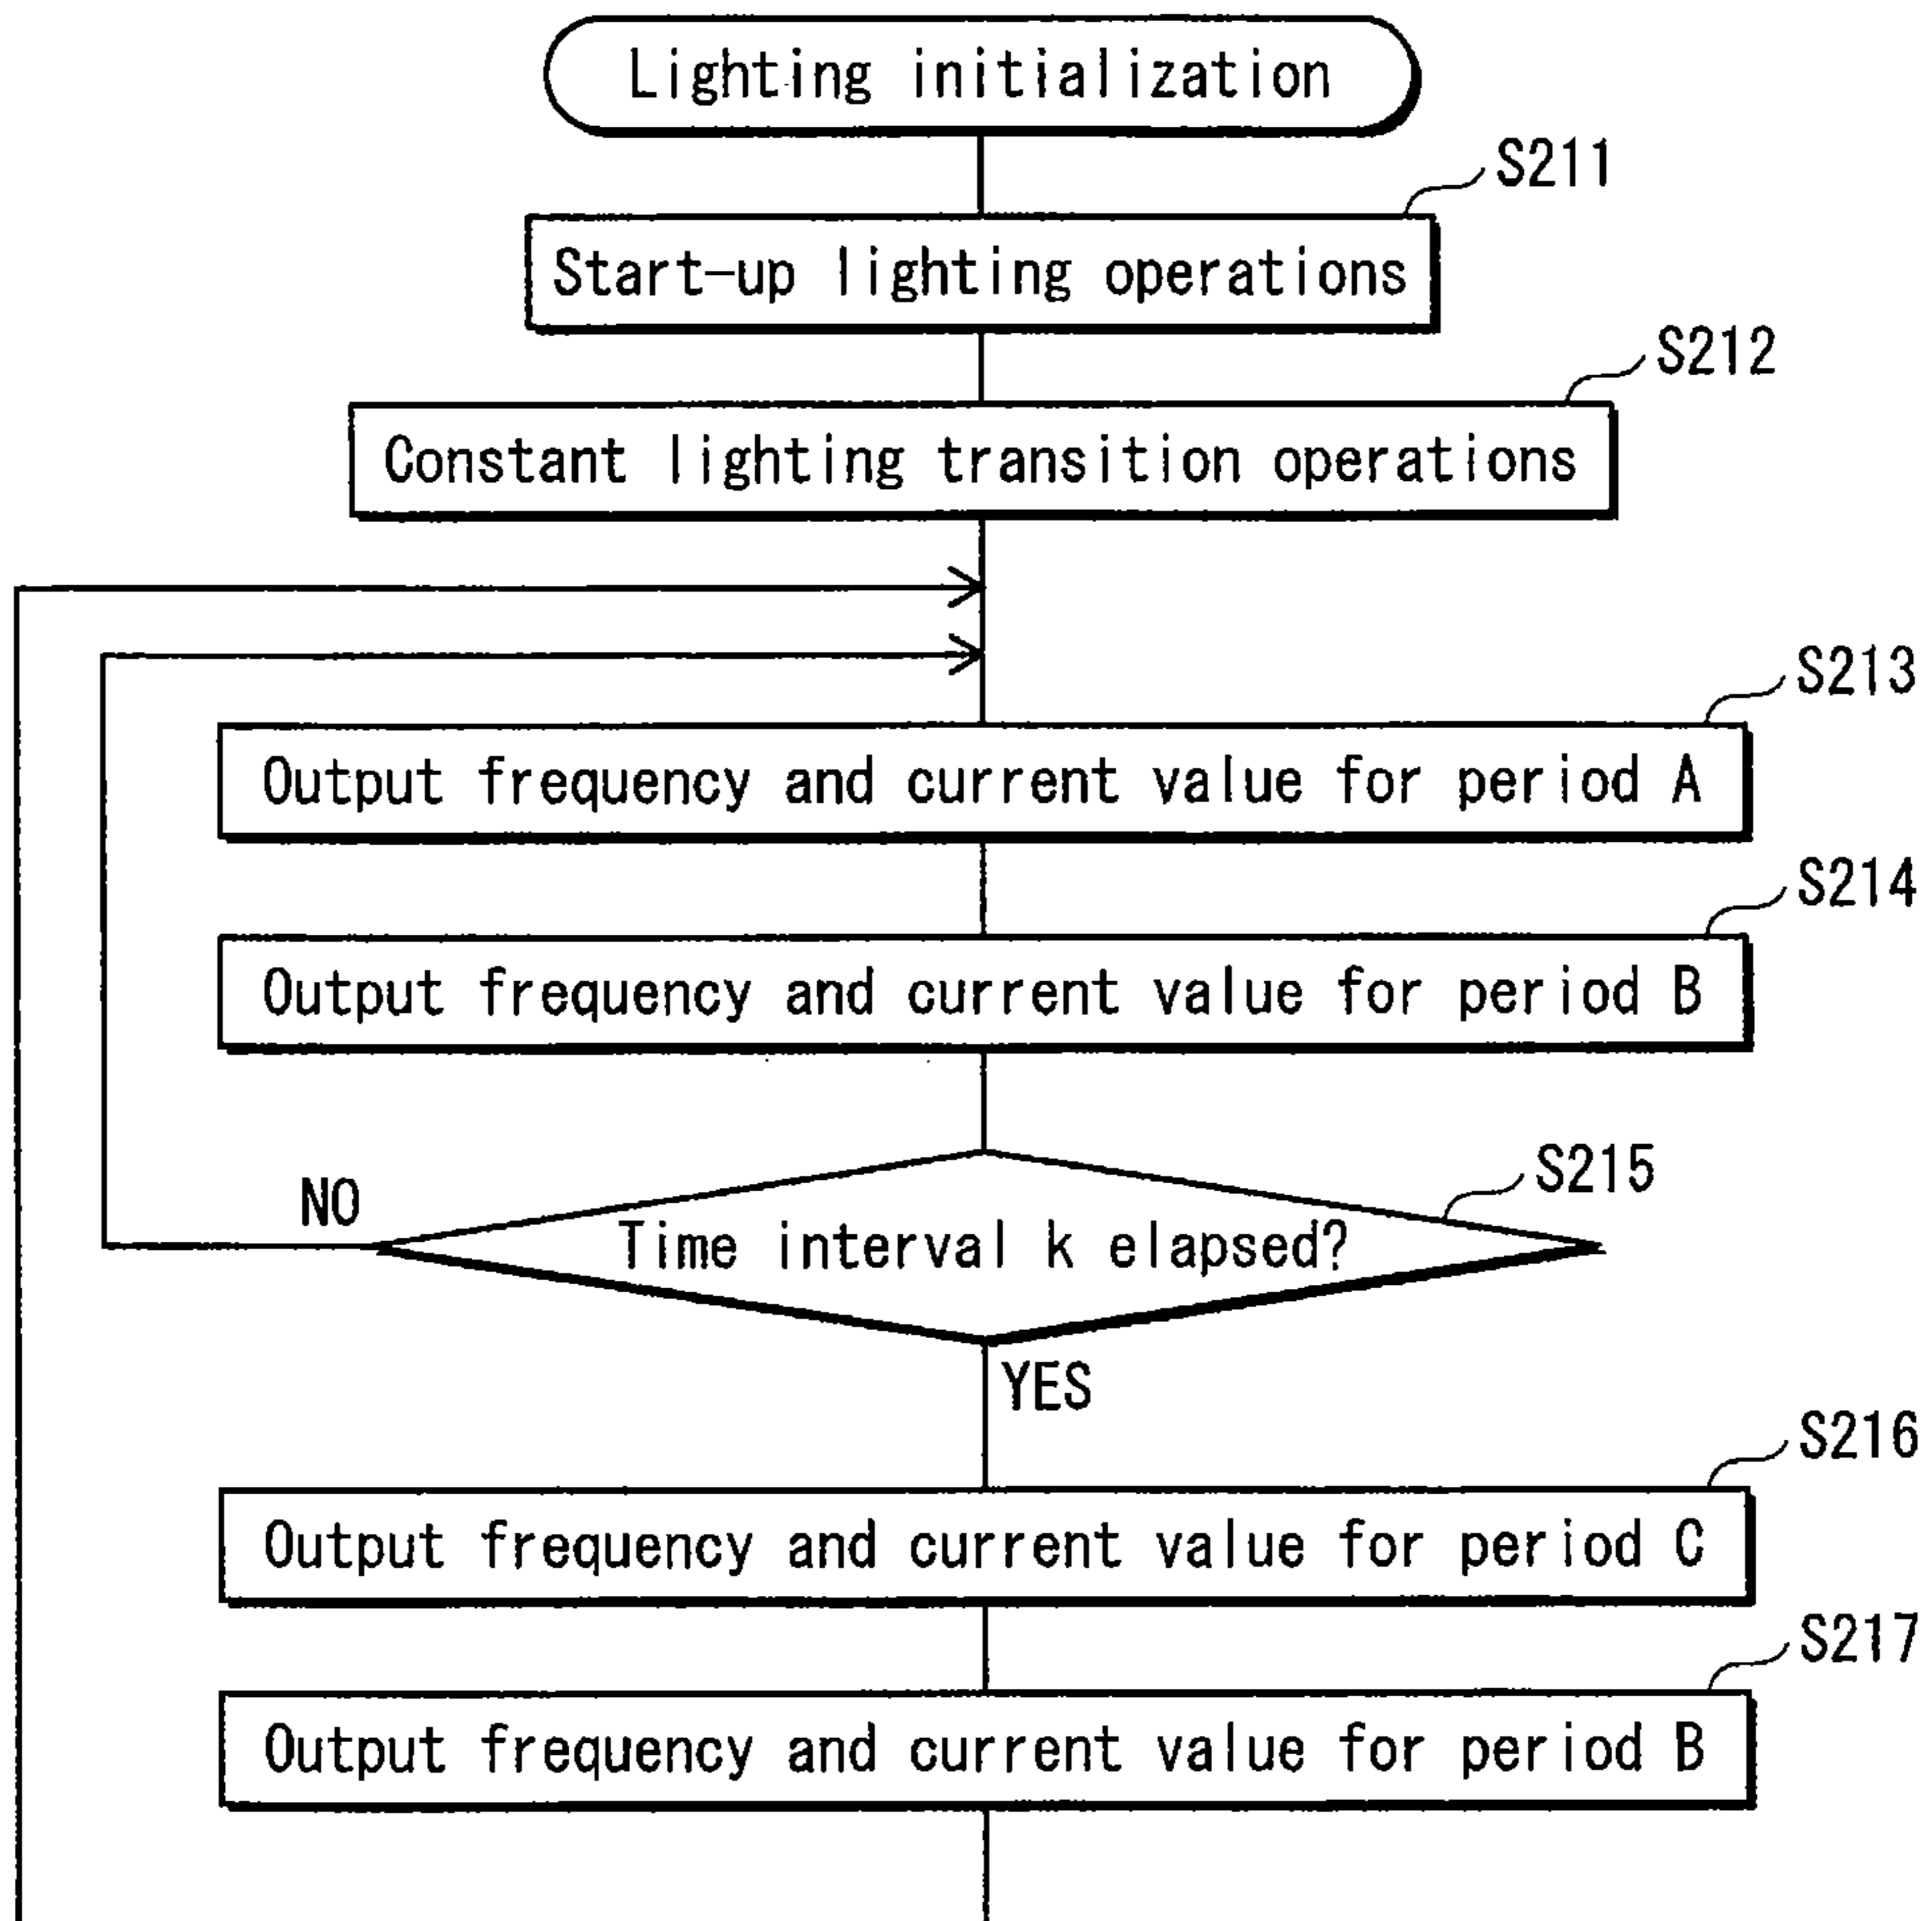 Lighting initialization
S211
Start-up lighting operations
S212
Constant lighting transition operations
S213
Output frequency and current value for period A
S214
Output frequency and current value for period B
S215
NO
Time interval k elapsed?
YES
S216
Output frequency and current value for period C
S217
Output frequency and current value for period B